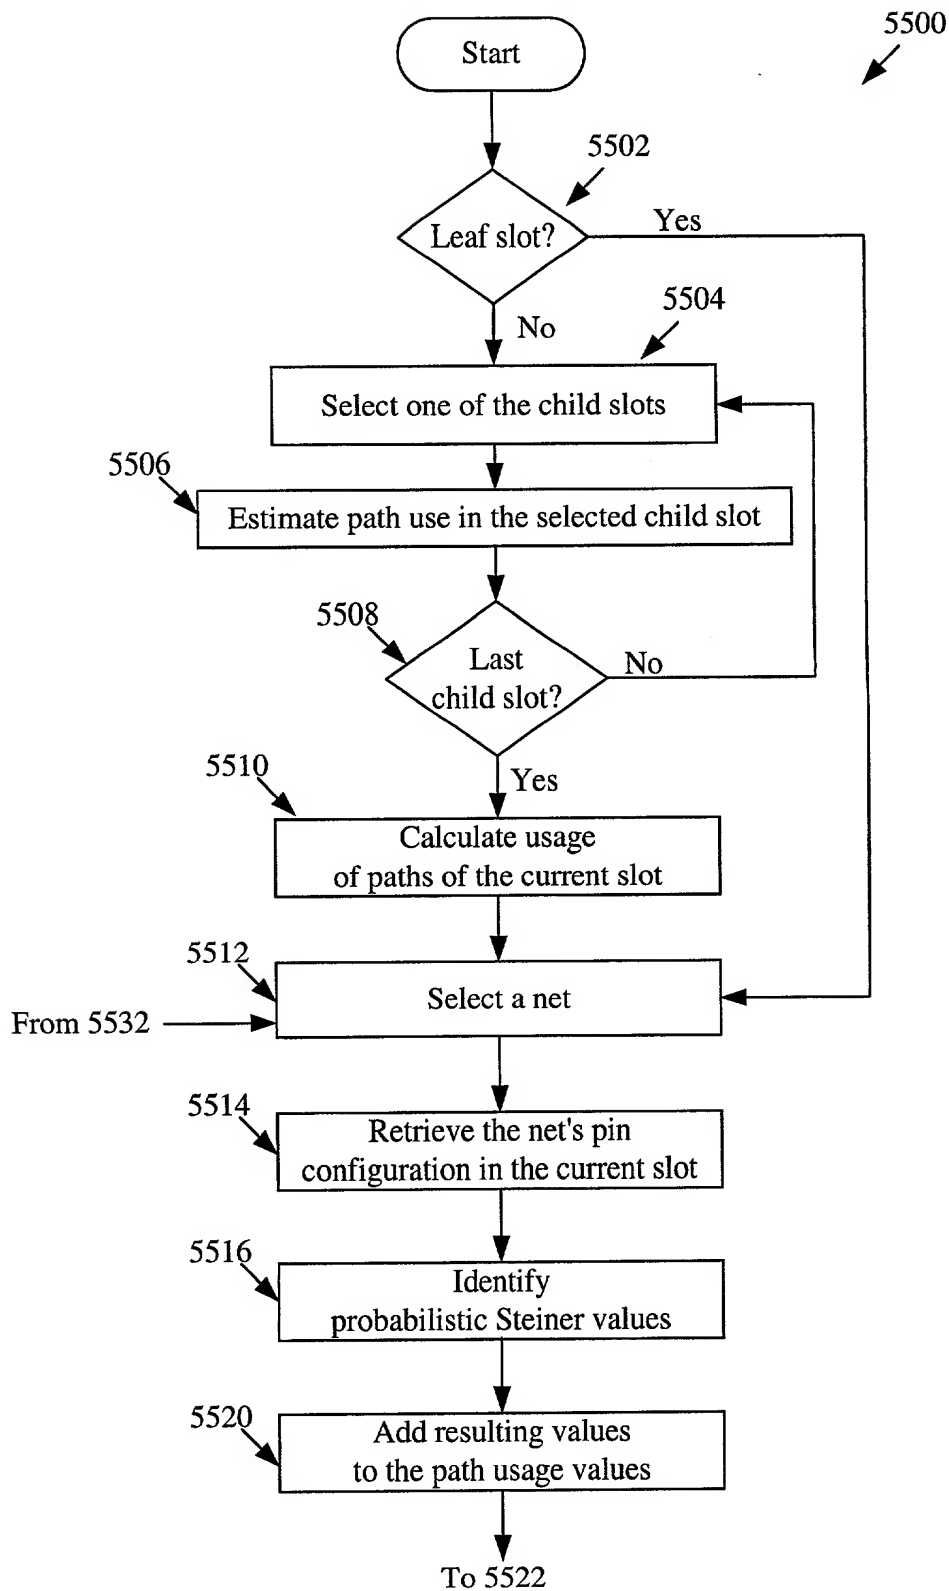 5500
Start
5502
Leaf slot?
Yes
No
5504
Select one of the child slots
5506
Estimate path use in the selected child slot
5508
Last
child slot?
No
5510
Yes
Calculate usage
of paths of the current slot
5512
Select a net
From 5532
5514
Retrieve the net's pin
configuration in the current slot
5516
Identify
probabilistic Steiner values
5520
Add resulting values
to the path usage values
To 5522